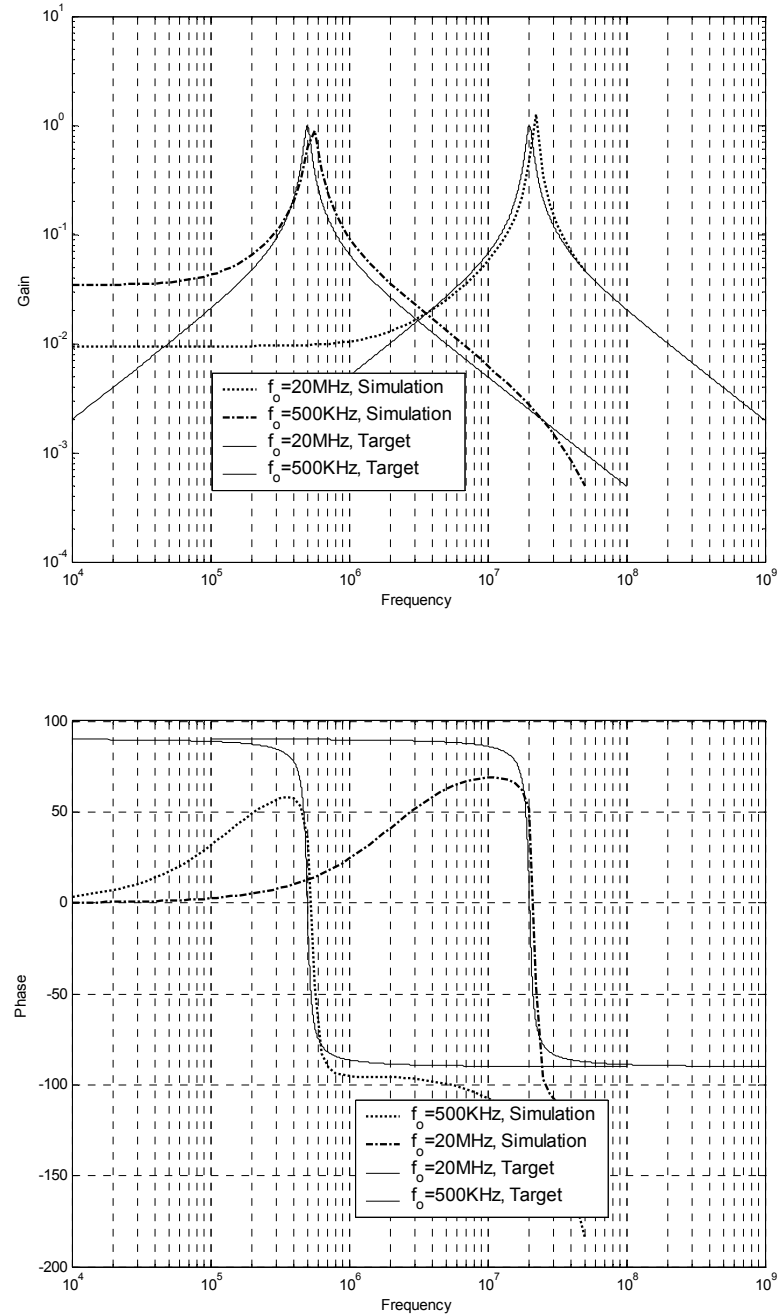 10^1
10^0
10^-1
10^-2
10^-3
10^-4
Gain
f_o=20MHz, Simulation
f_o=500KHz, Simulation
f_o=20MHz, Target
f_o=500KHz, Target
10^4 10^5 10^6 10^7 10^8 10^9
Frequency
100
50
0
-50
-100
-150
-200
Phase
f_o=500KHz, Simulation
f_o=20MHz, Simulation
f_o=20MHz, Target
f_o=500KHz, Target
10^4 10^5 10^6 10^7 10^8 10^9
Frequency